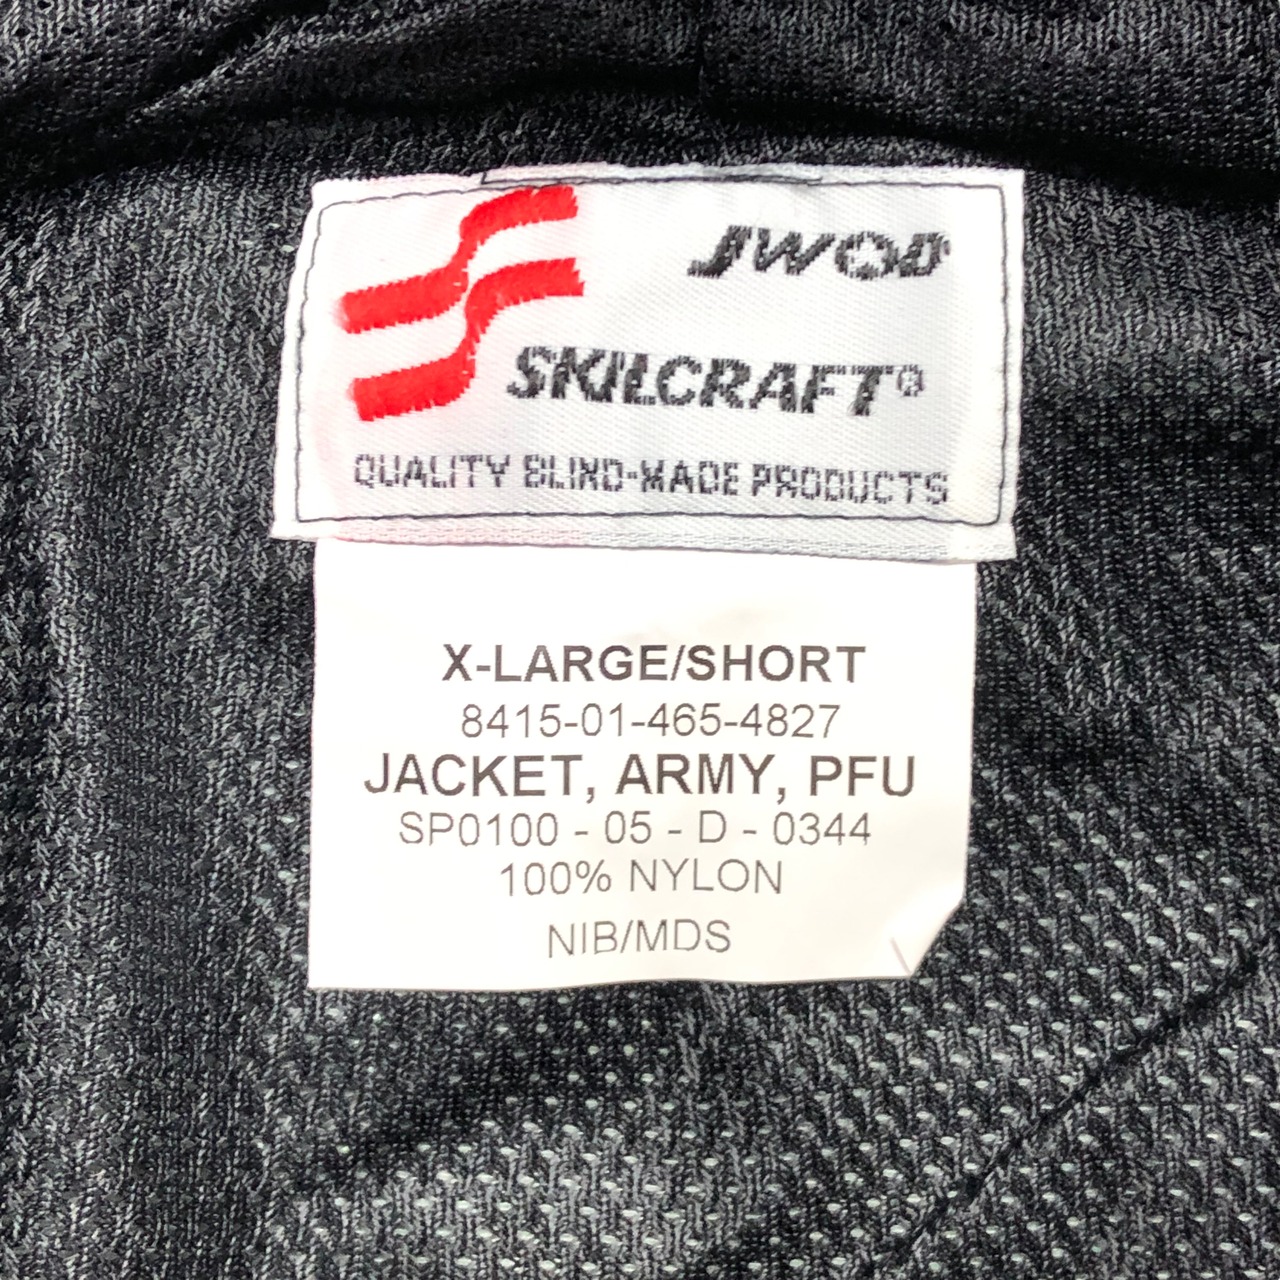 JWOD
SKILCRAFT®
QUALITY BLIND-MADE PRODUCTS
X-LARGE/SHORT
8415-01-465-4827
JACKET, ARMY, PFU
SP0100 - 05 - D - 0344
100% NYLON
NIB/MDS